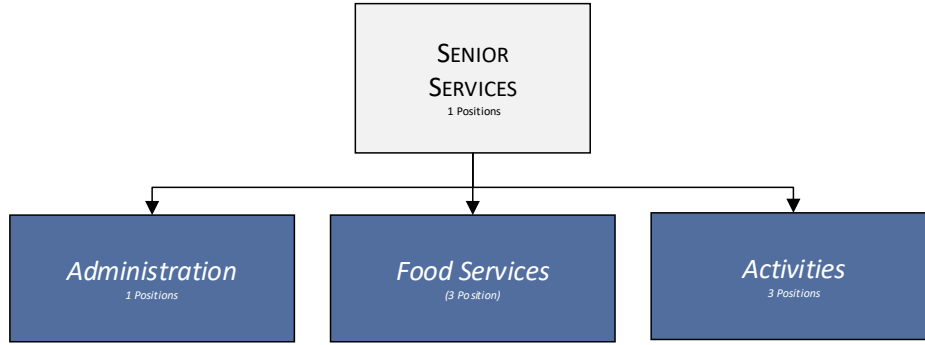 SENIOR
SERVICES
1 Positions
Administration
1 Positions
Food Services
(3 Position)
Activities
3 Positions